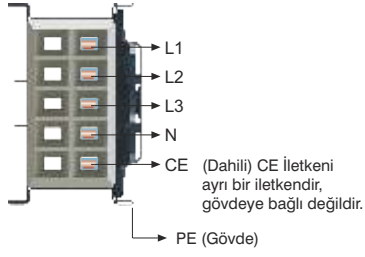 L1
L2
L3
N
CE (Dahili) CE İletkeni
ayrı bir iletkendir,
gövdeye bağlı değildir.
PE (Gövde)